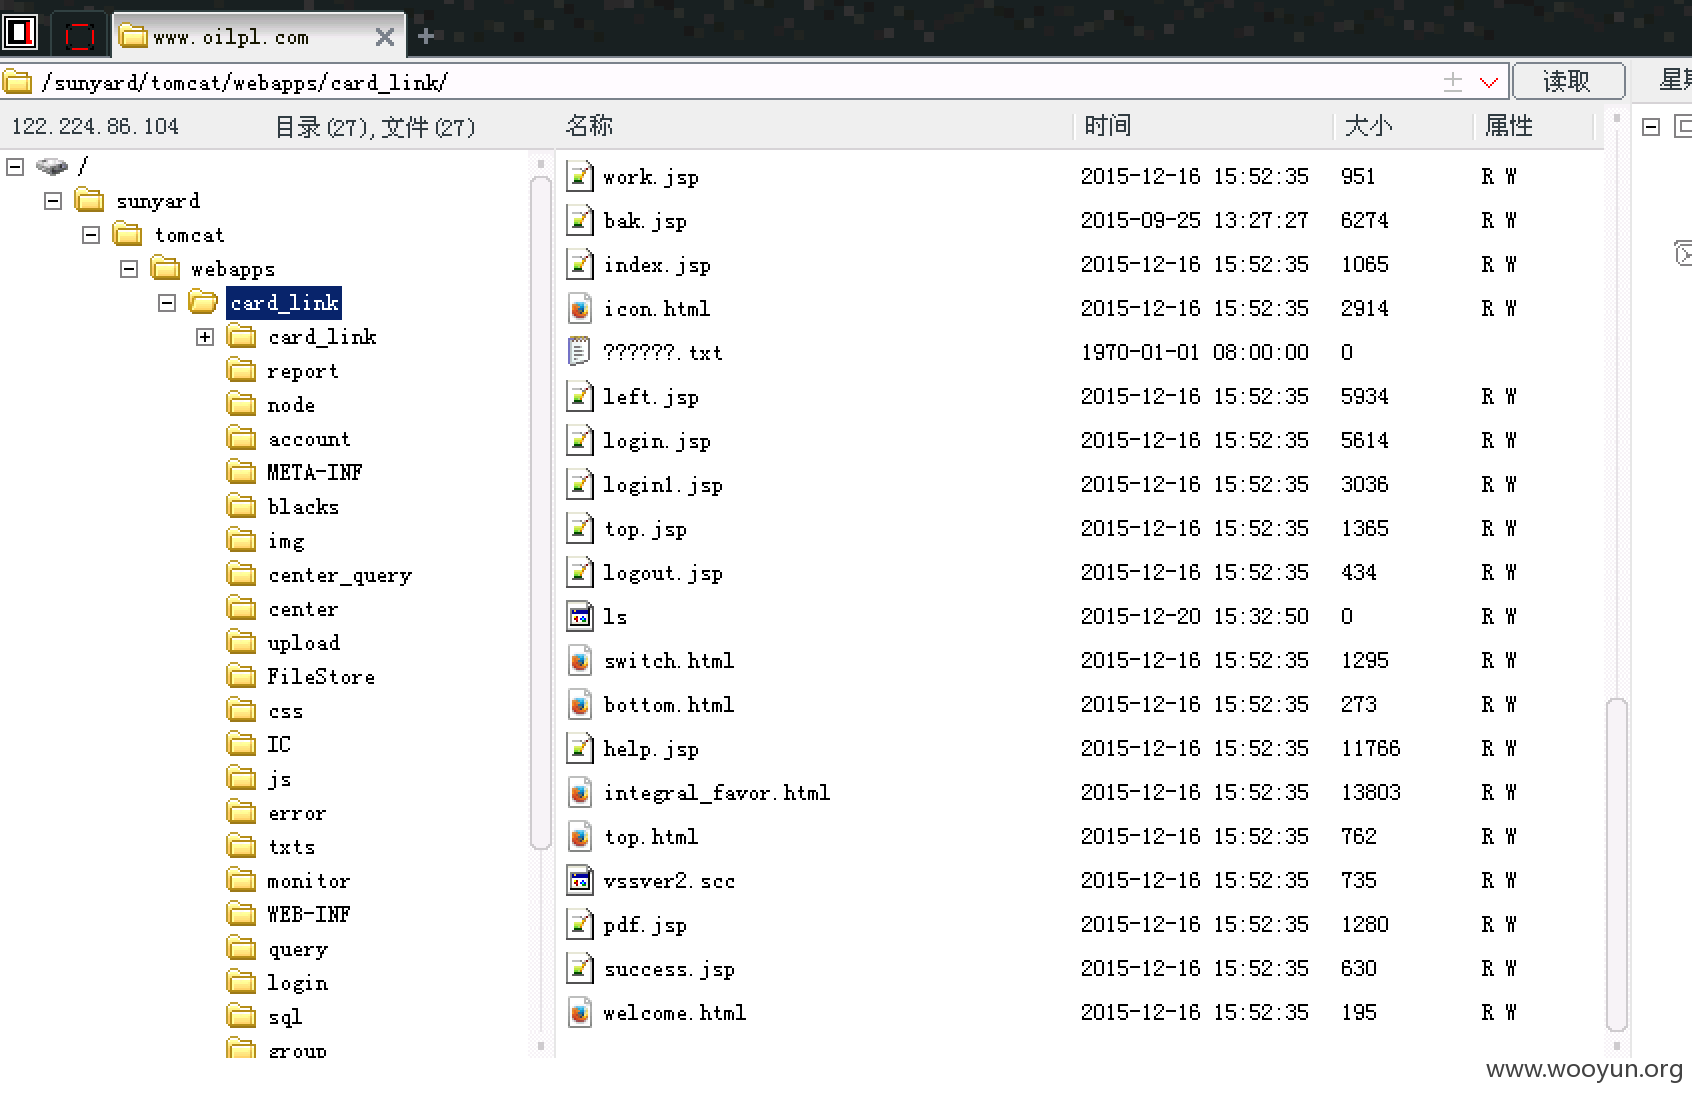 www.oilpl.com
/sunyard/tomcat/webapps/card_link/
读取
122.224.86.104 目录(27),文件(27) 名称 时间 大小 属性
/
sunyard
tomcat
webapps
card_link
card_link
report
node
account
META-INF
blacks
img
center_query
center
upload
FileStore
css
IC
js
error
txts
monitor
WEB-INF
query
login
sql
group
work.jsp 2015-12-16 15:52:35 951 R W
bak.jsp 2015-09-25 13:27:27 6274 R W
index.jsp 2015-12-16 15:52:35 1065 R W
icon.html 2015-12-16 15:52:35 2914 R W
??????.txt 1970-01-01 08:00:00 0
left.jsp 2015-12-16 15:52:35 5934 R W
login.jsp 2015-12-16 15:52:35 5614 R W
login1.jsp 2015-12-16 15:52:35 3036 R W
top.jsp 2015-12-16 15:52:35 1365 R W
logout.jsp 2015-12-16 15:52:35 434 R W
ls 2015-12-20 15:32:50 0 R W
switch.html 2015-12-16 15:52:35 1295 R W
bottom.html 2015-12-16 15:52:35 273 R W
help.jsp 2015-12-16 15:52:35 11766 R W
integral_favor.html 2015-12-16 15:52:35 13803 R W
top.html 2015-12-16 15:52:35 762 R W
vssver2.scc 2015-12-16 15:52:35 735 R W
pdf.jsp 2015-12-16 15:52:35 1280 R W
success.jsp 2015-12-16 15:52:35 630 R W
welcome.html 2015-12-16 15:52:35 195 R W
www.wooyun.org